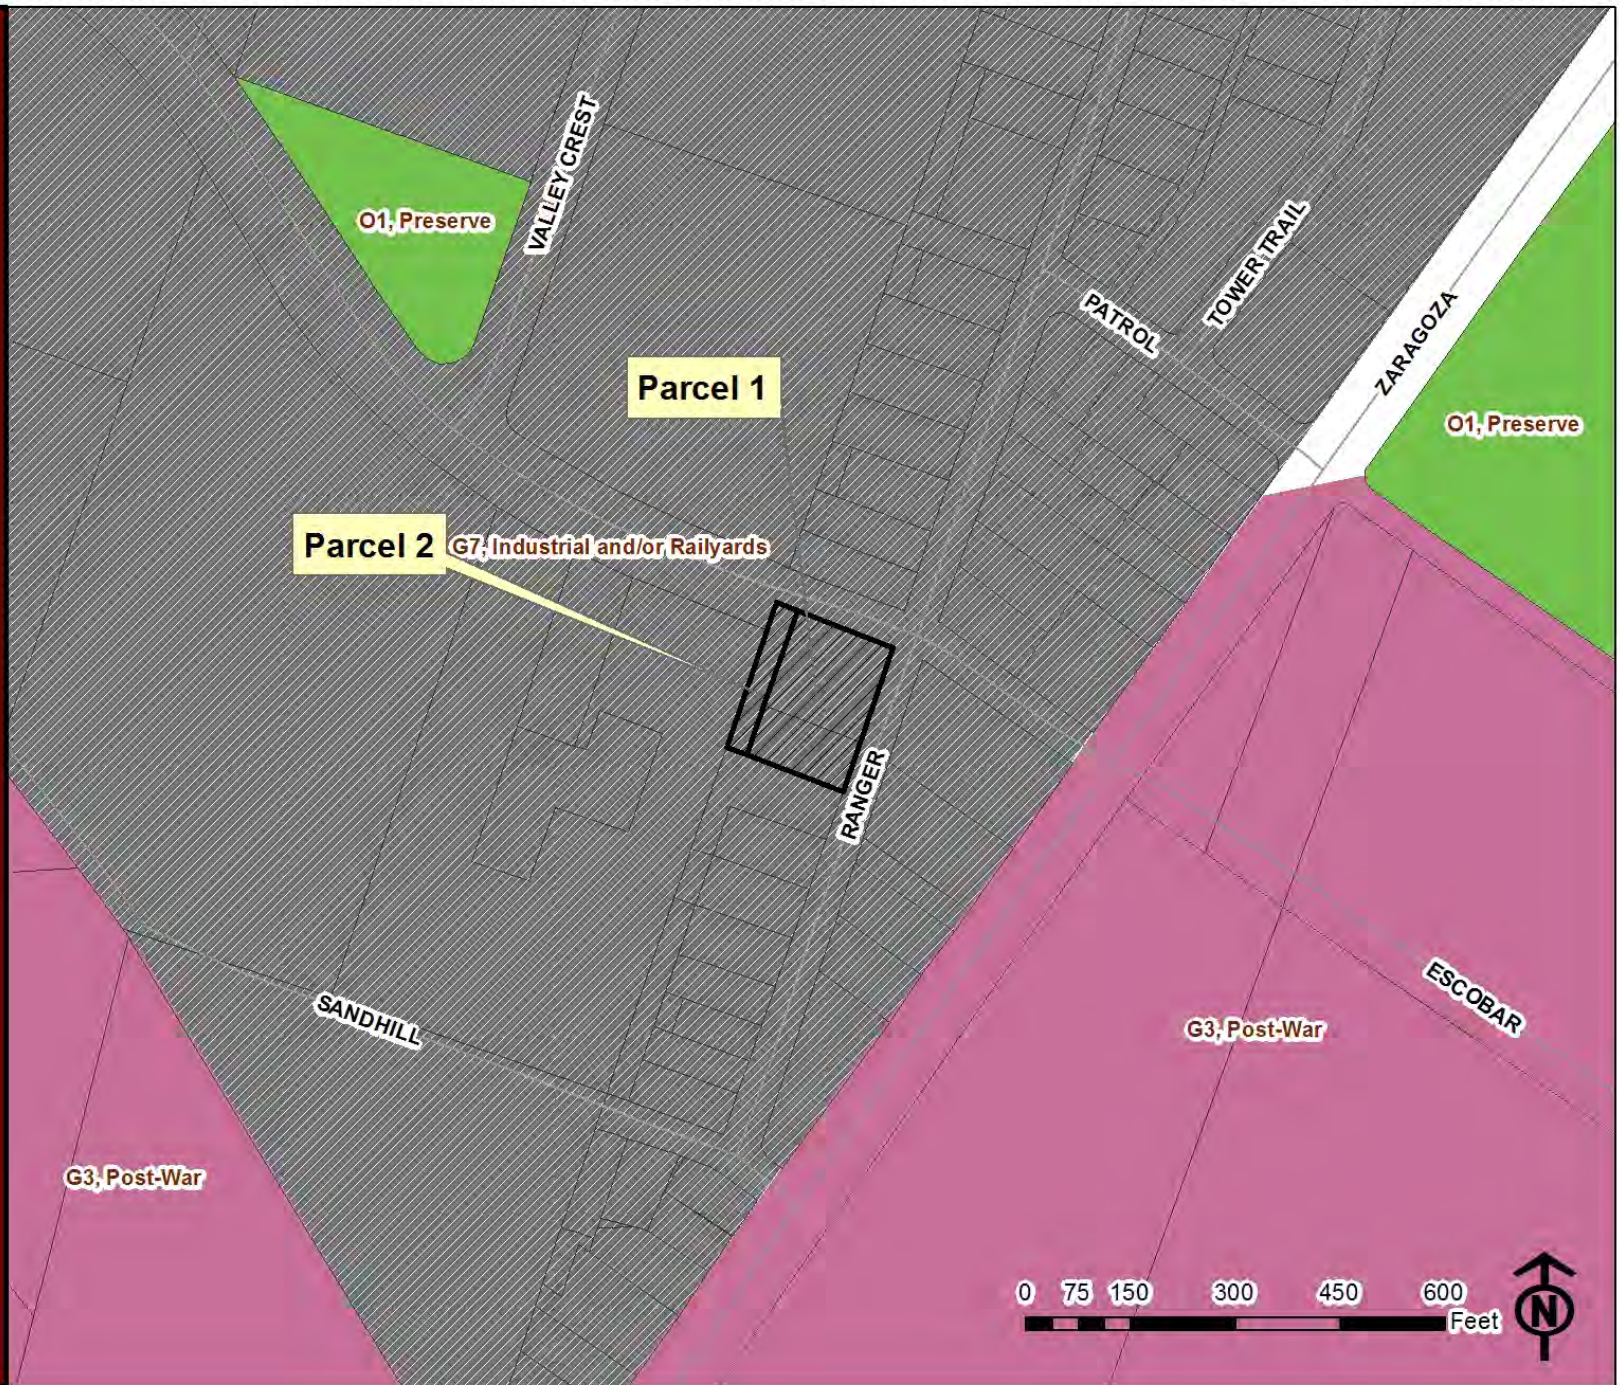 VALLEY CREST
O1, Preserve
TOWER TRAIL
PATROL
ZARAGOZA
Parcel 1
O1, Preserve
Parcel 2
G7, Industrial and/or Railyards
RANGER
ESCOBAR
SANDHILL
G3, Post-War
G3, Post-War
0 75 150 300 450 600
Feet
N